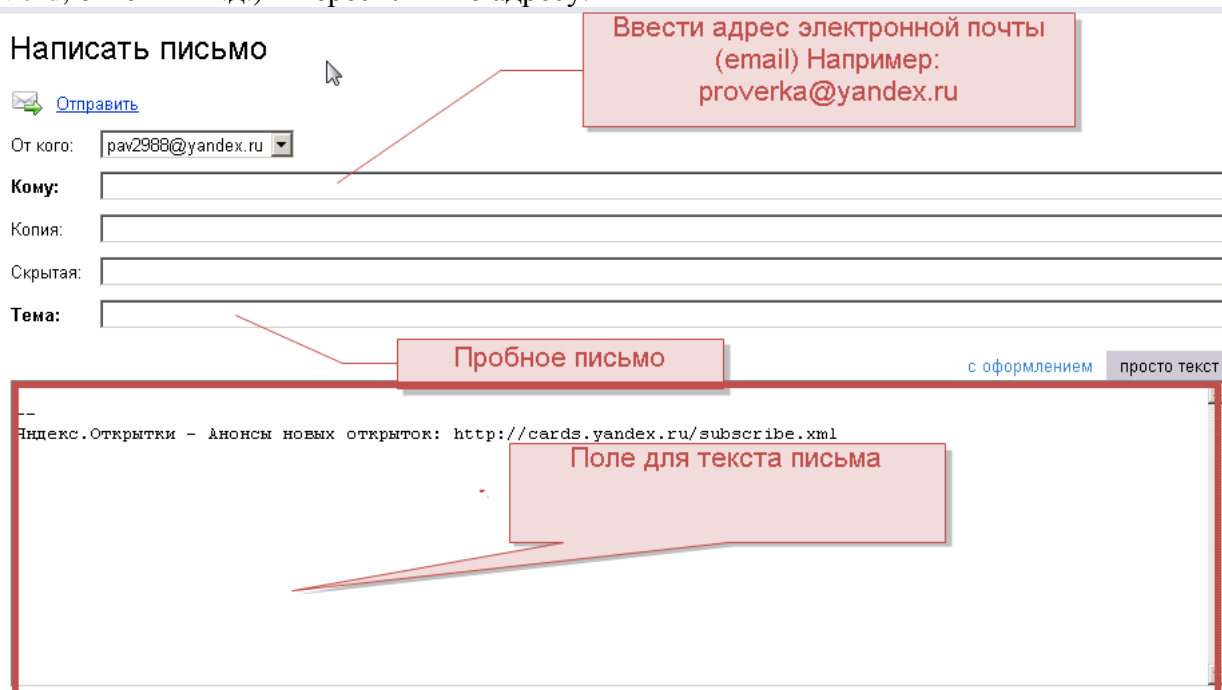 Написать письмо
Ввести адрес электронной почты
(email) Например:
proverka@yandex.ru
Отправить
От кого: pav2988@yandex.ru
Кому:
Копия:
Скрытая:
Тема:
Пробное письмо
с оформлением просто текст
--
Яндекс.Открытки - Анонсы новых открыток: http://cards.yandex.ru/subscribe.xml
Поле для текста письма